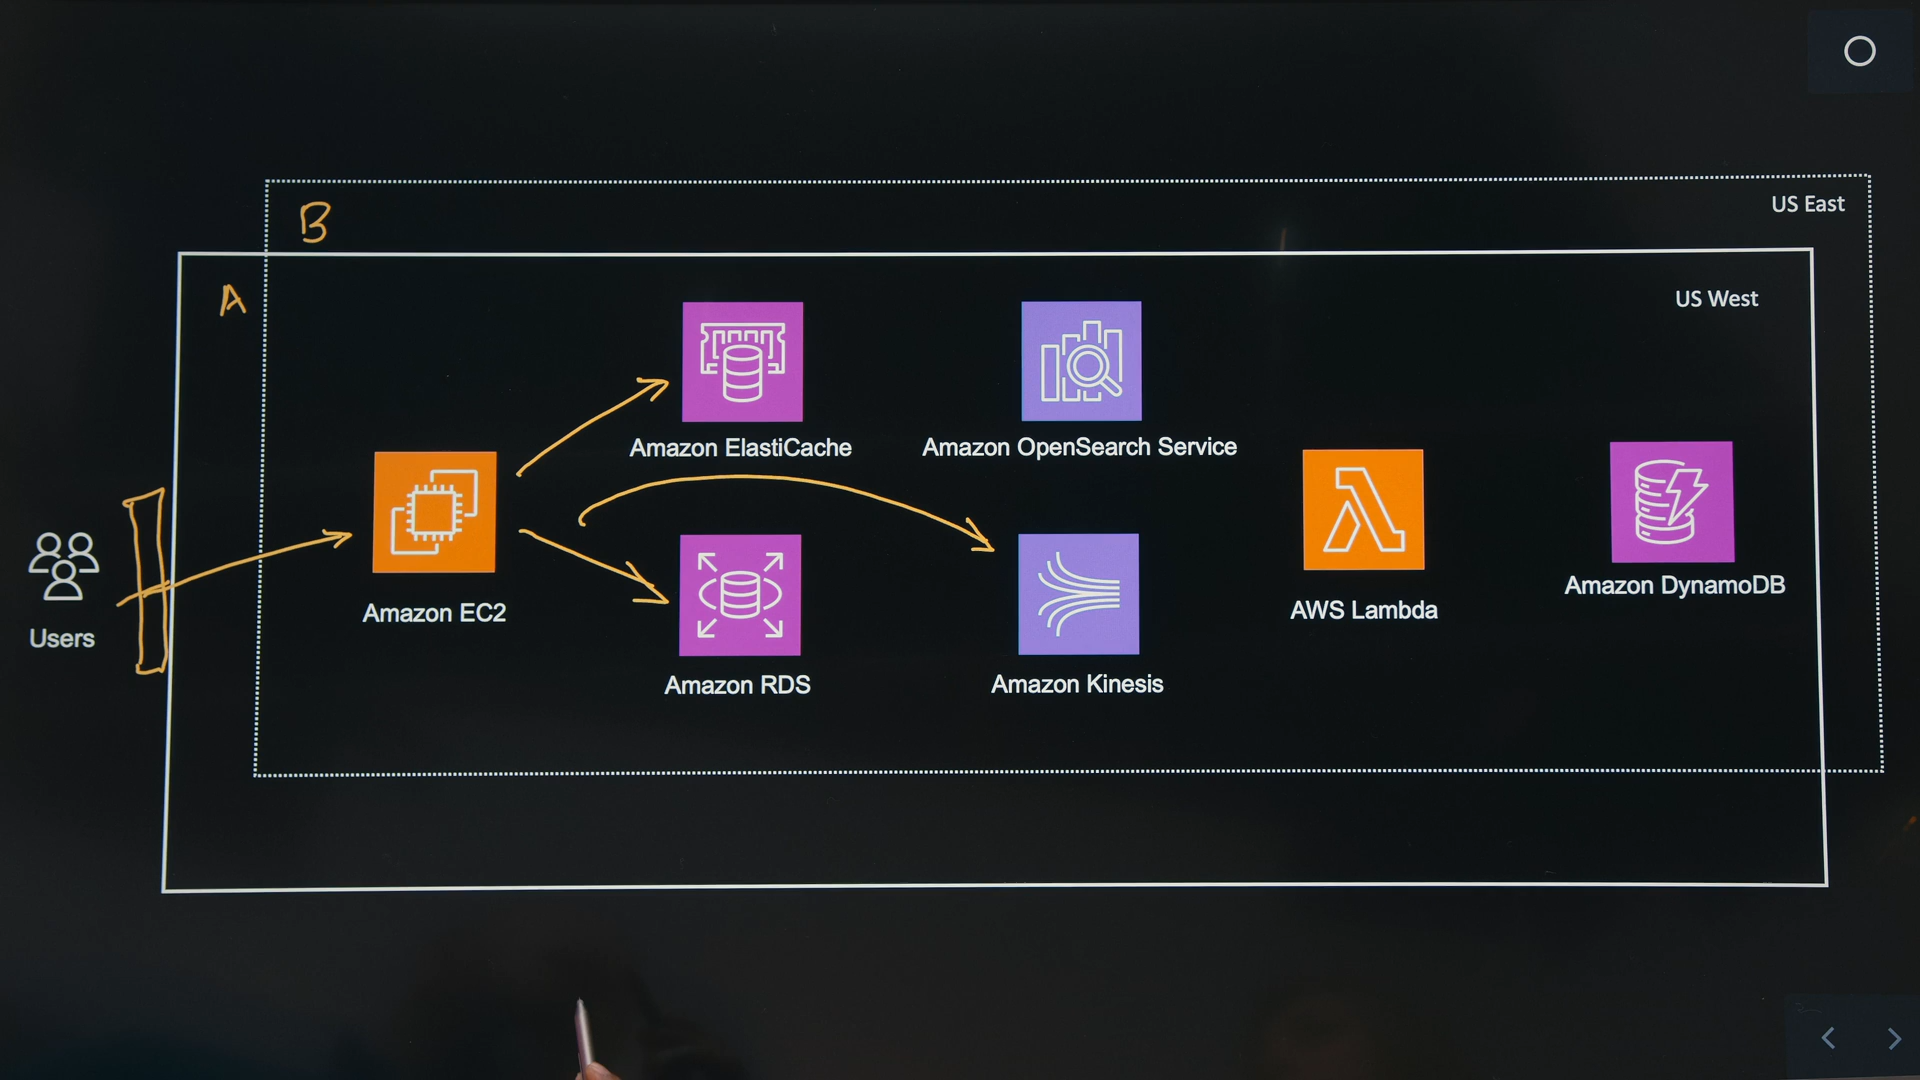 B
US East
A
US West
Amazon ElastiCache
Amazon OpenSearch Service
Users
Amazon EC2
Amazon RDS
Amazon Kinesis
AWS Lambda
Amazon DynamoDB